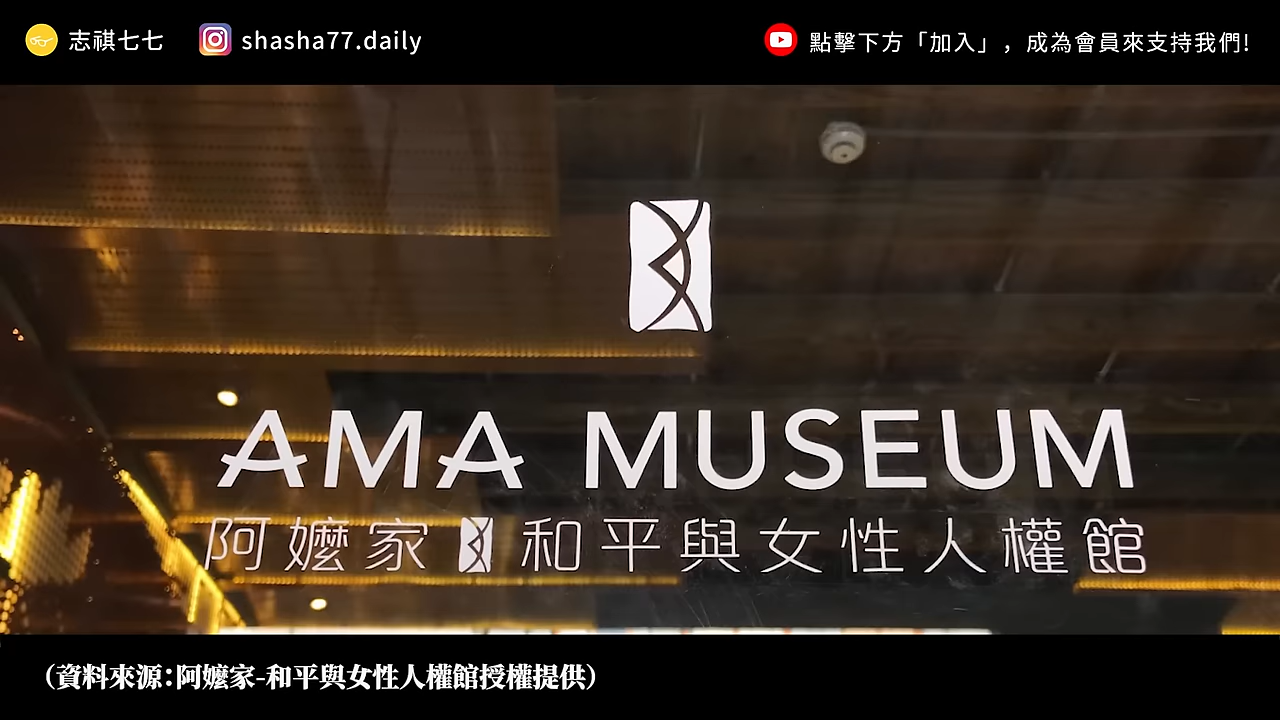 志祺七七
shasha77.daily
點擊下方「加入」，成為會員來支持我們!
AMA MUSEUM
阿嬤家 和平與女性人權館
（資料來源：阿嬤家-和平與女性人權館授權提供）